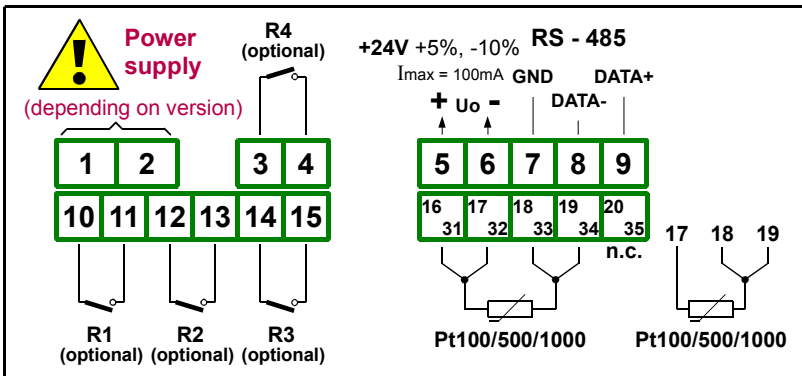 Power
supply
(depending on version)
R4
(optional)
+24V +5%, -10%
Imax = 100mA
+ Uo -
RS - 485
GND DATA+
DATA-
1 2 3 4 5 6 7 8 9
10 11 12 13 14 15
16 17 18 19 20
31 32 33 34 35
n.c.
17 18 19
R1
(optional)
R2
(optional)
R3
(optional)
Pt100/500/1000
Pt100/500/1000